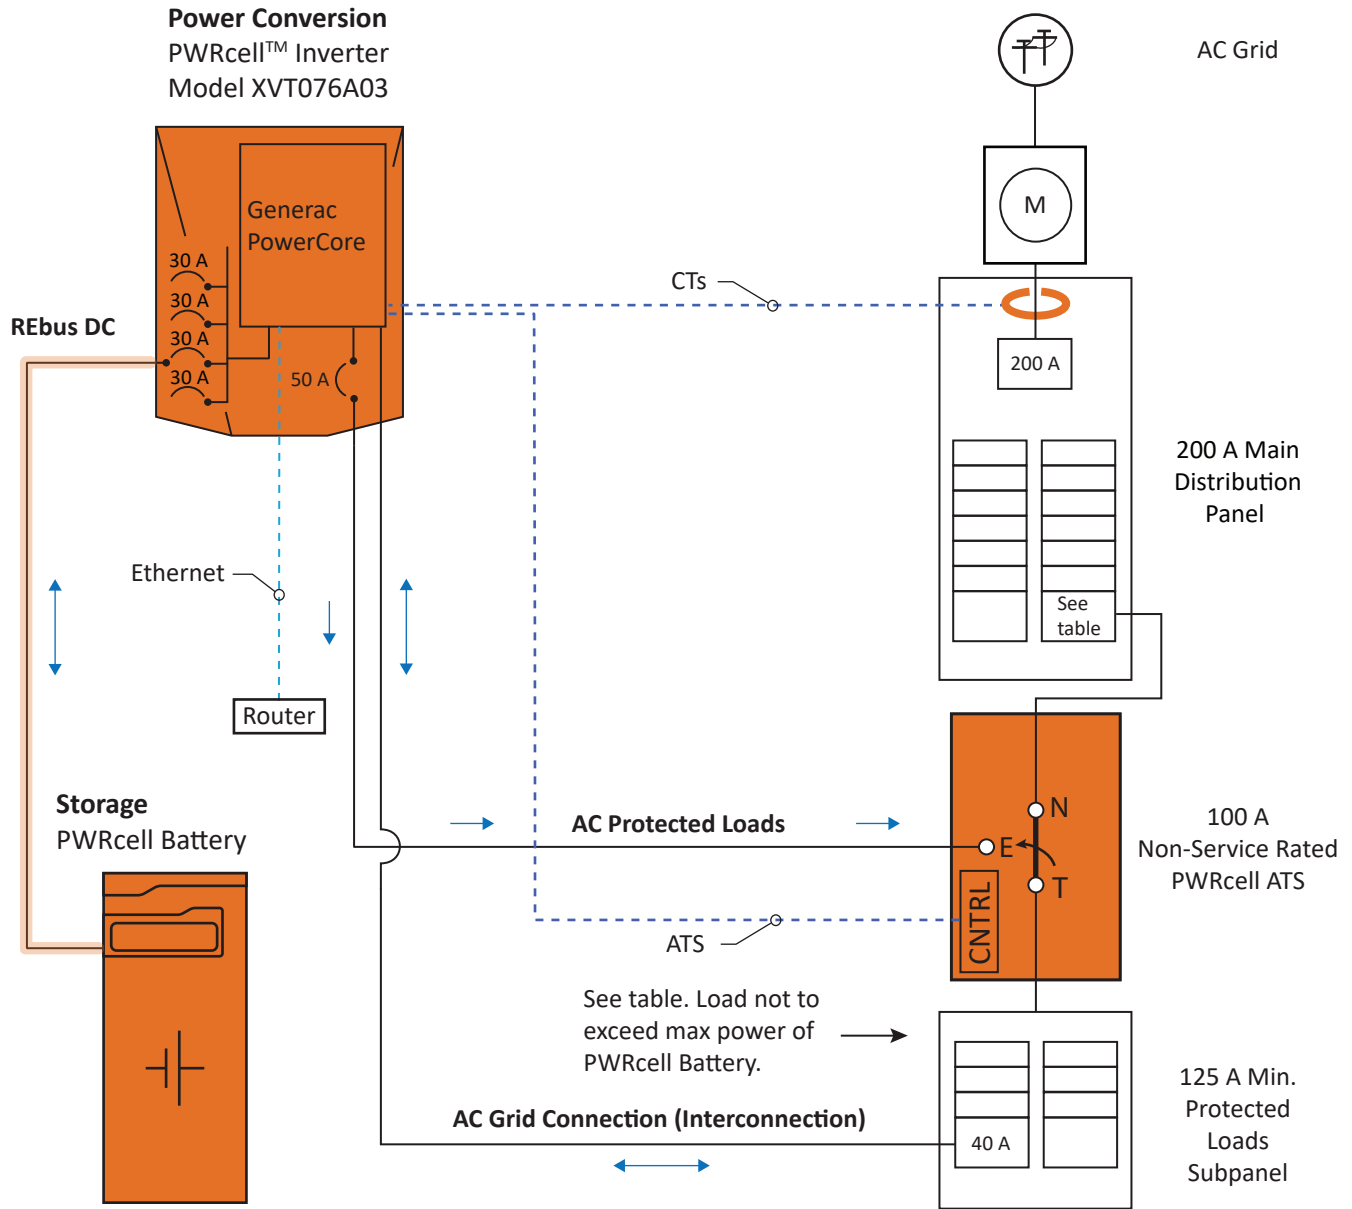 Power Conversion
PWRcell™ Inverter
Model XVT076A03
AC Grid
M
Generac
PowerCore
30 A
30 A
30 A
30 A
50 A
REbus DC
CTs
200 A
200 A Main
Distribution
Panel
See
table
Ethernet
Router
Storage
PWRcell Battery
AC Protected Loads
N
E
T
CNTRL
100 A
Non-Service Rated
PWRcell ATS
ATS
See table. Load not to
exceed max power of
PWRcell Battery.
AC Grid Connection (Interconnection)
40 A
125 A Min.
Protected
Loads
Subpanel